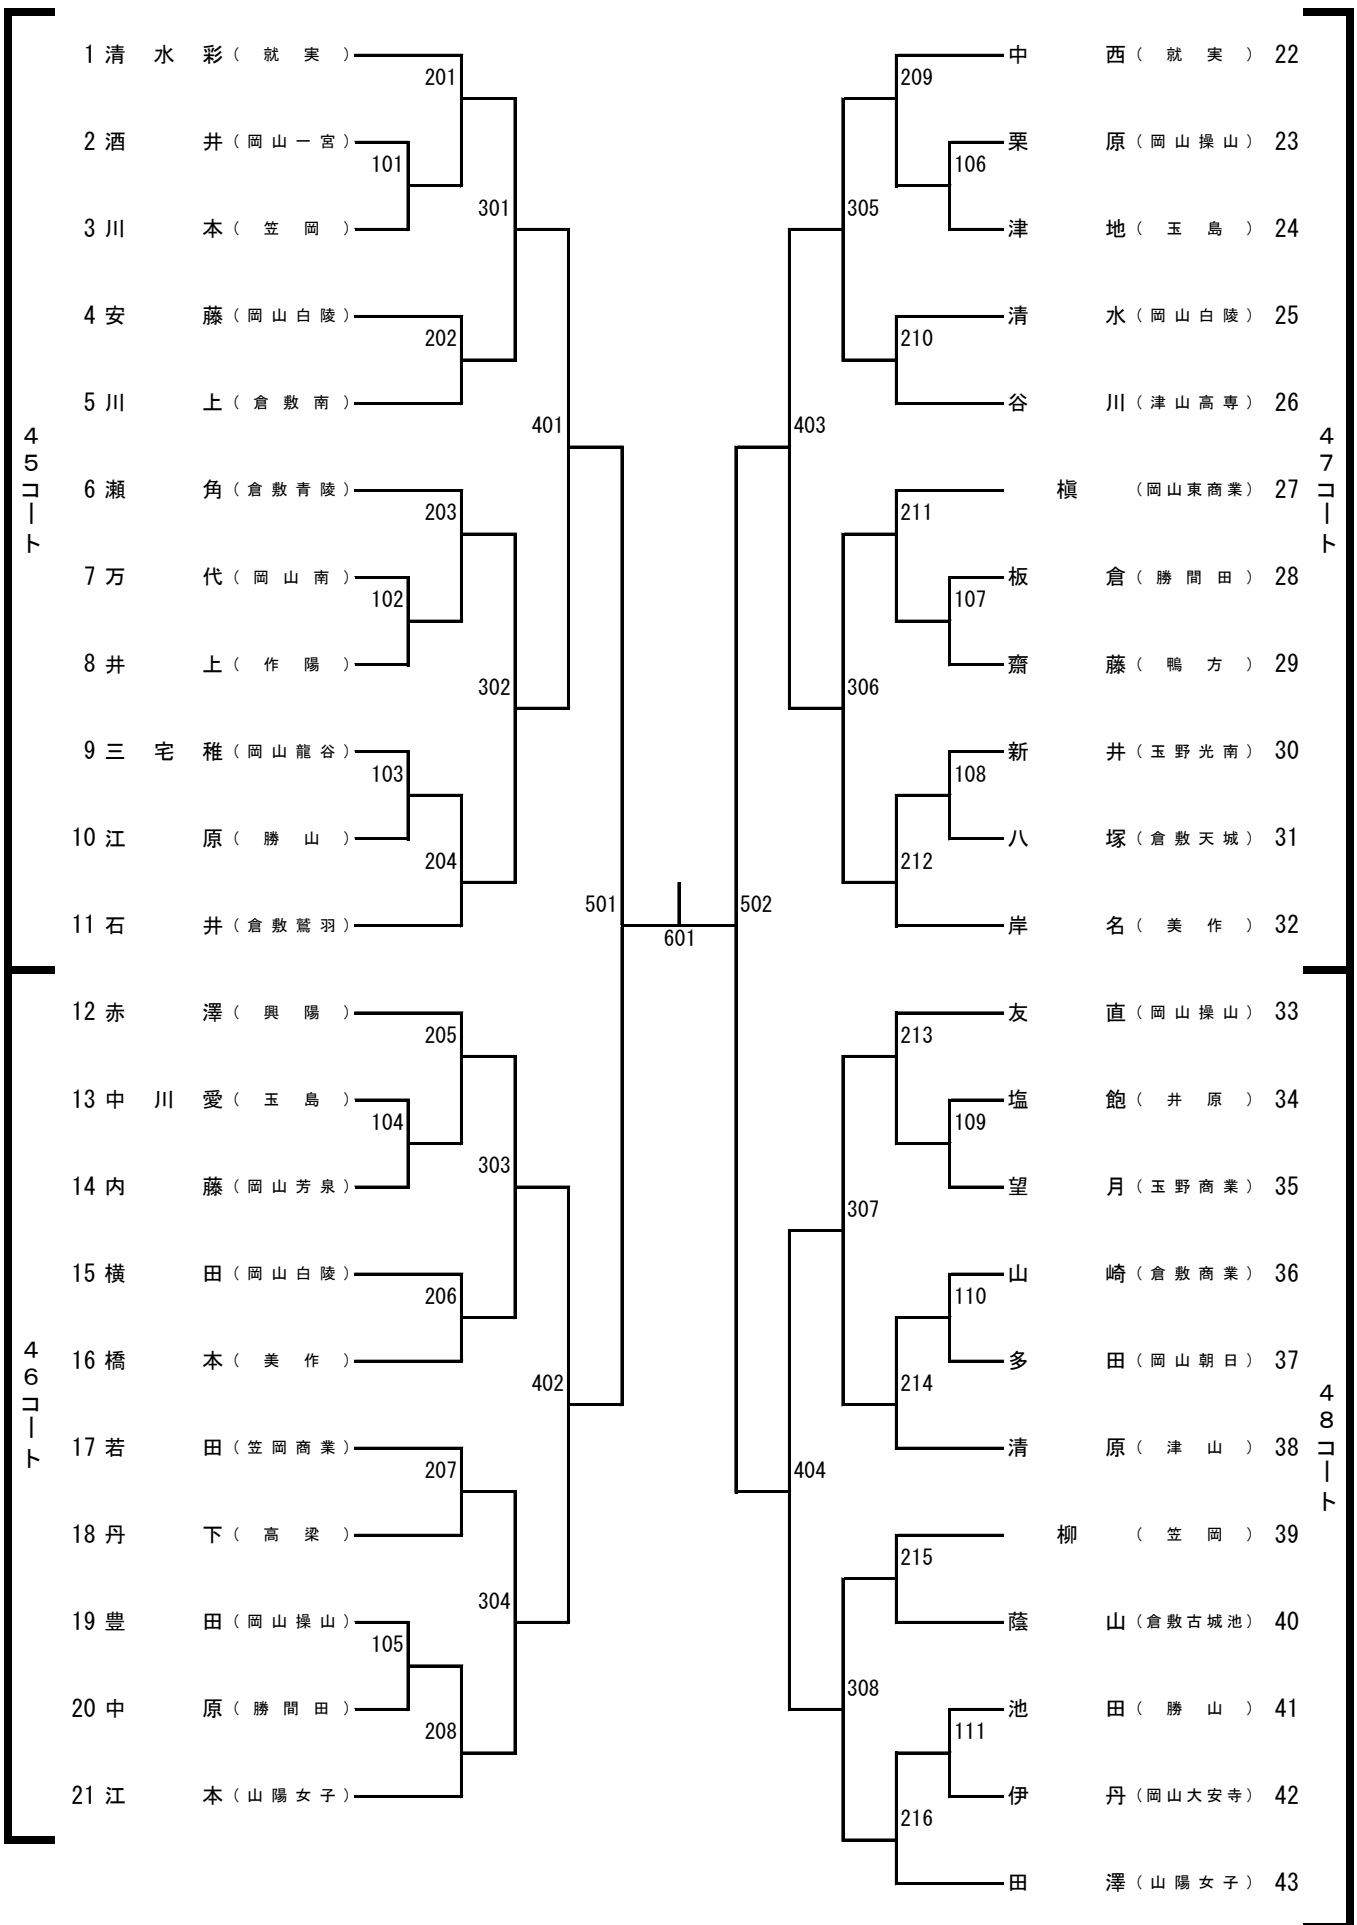 1 清水彩（就実）
201
2 酒井（岡山一宮）
101
3 川本（笠岡）
301
4 安藤（岡山白陵）
202
5 川上（倉敷南）
401
45コート
6 瀬角（倉敷青陵）
203
7 万代（岡山南）
102
8 井上（作陽）
302
9 三宅稚（岡山龍谷）
103
10 江原（勝山）
204
11 石井（倉敷鷲羽）
501
601
12 赤澤（興陽）
205
13 中川愛（玉島）
104
14 内藤（岡山芳泉）
303
15 横田（岡山白陵）
206
16 橋本（美作）
402
46コート
17 若田（笠岡商業）
207
18 丹下（高梁）
304
19 豊田（岡山操山）
105
20 中原（勝間田）
208
21 江本（山陽女子）
中西（就実） 22
209
栗原（岡山操山） 23
106
305
津地（玉島） 24
清水（岡山白陵） 25
210
谷川（津山高専） 26
403
47コート
槇（岡山東商業） 27
211
板倉（勝間田） 28
107
齋藤（鴨方） 29
306
新井（玉野光南） 30
108
八塚（倉敷天城） 31
212
岸名（美作） 32
502
友直（岡山操山） 33
213
塩飽（井原） 34
109
望月（玉野商業） 35
307
山崎（倉敷商業） 36
110
多田（岡山朝日） 37
214
清原（津山） 38
404
48コート
柳（笠岡） 39
215
蔭山（倉敷古城池） 40
308
池田（勝山） 41
111
伊丹（岡山大安寺） 42
216
田澤（山陽女子） 43